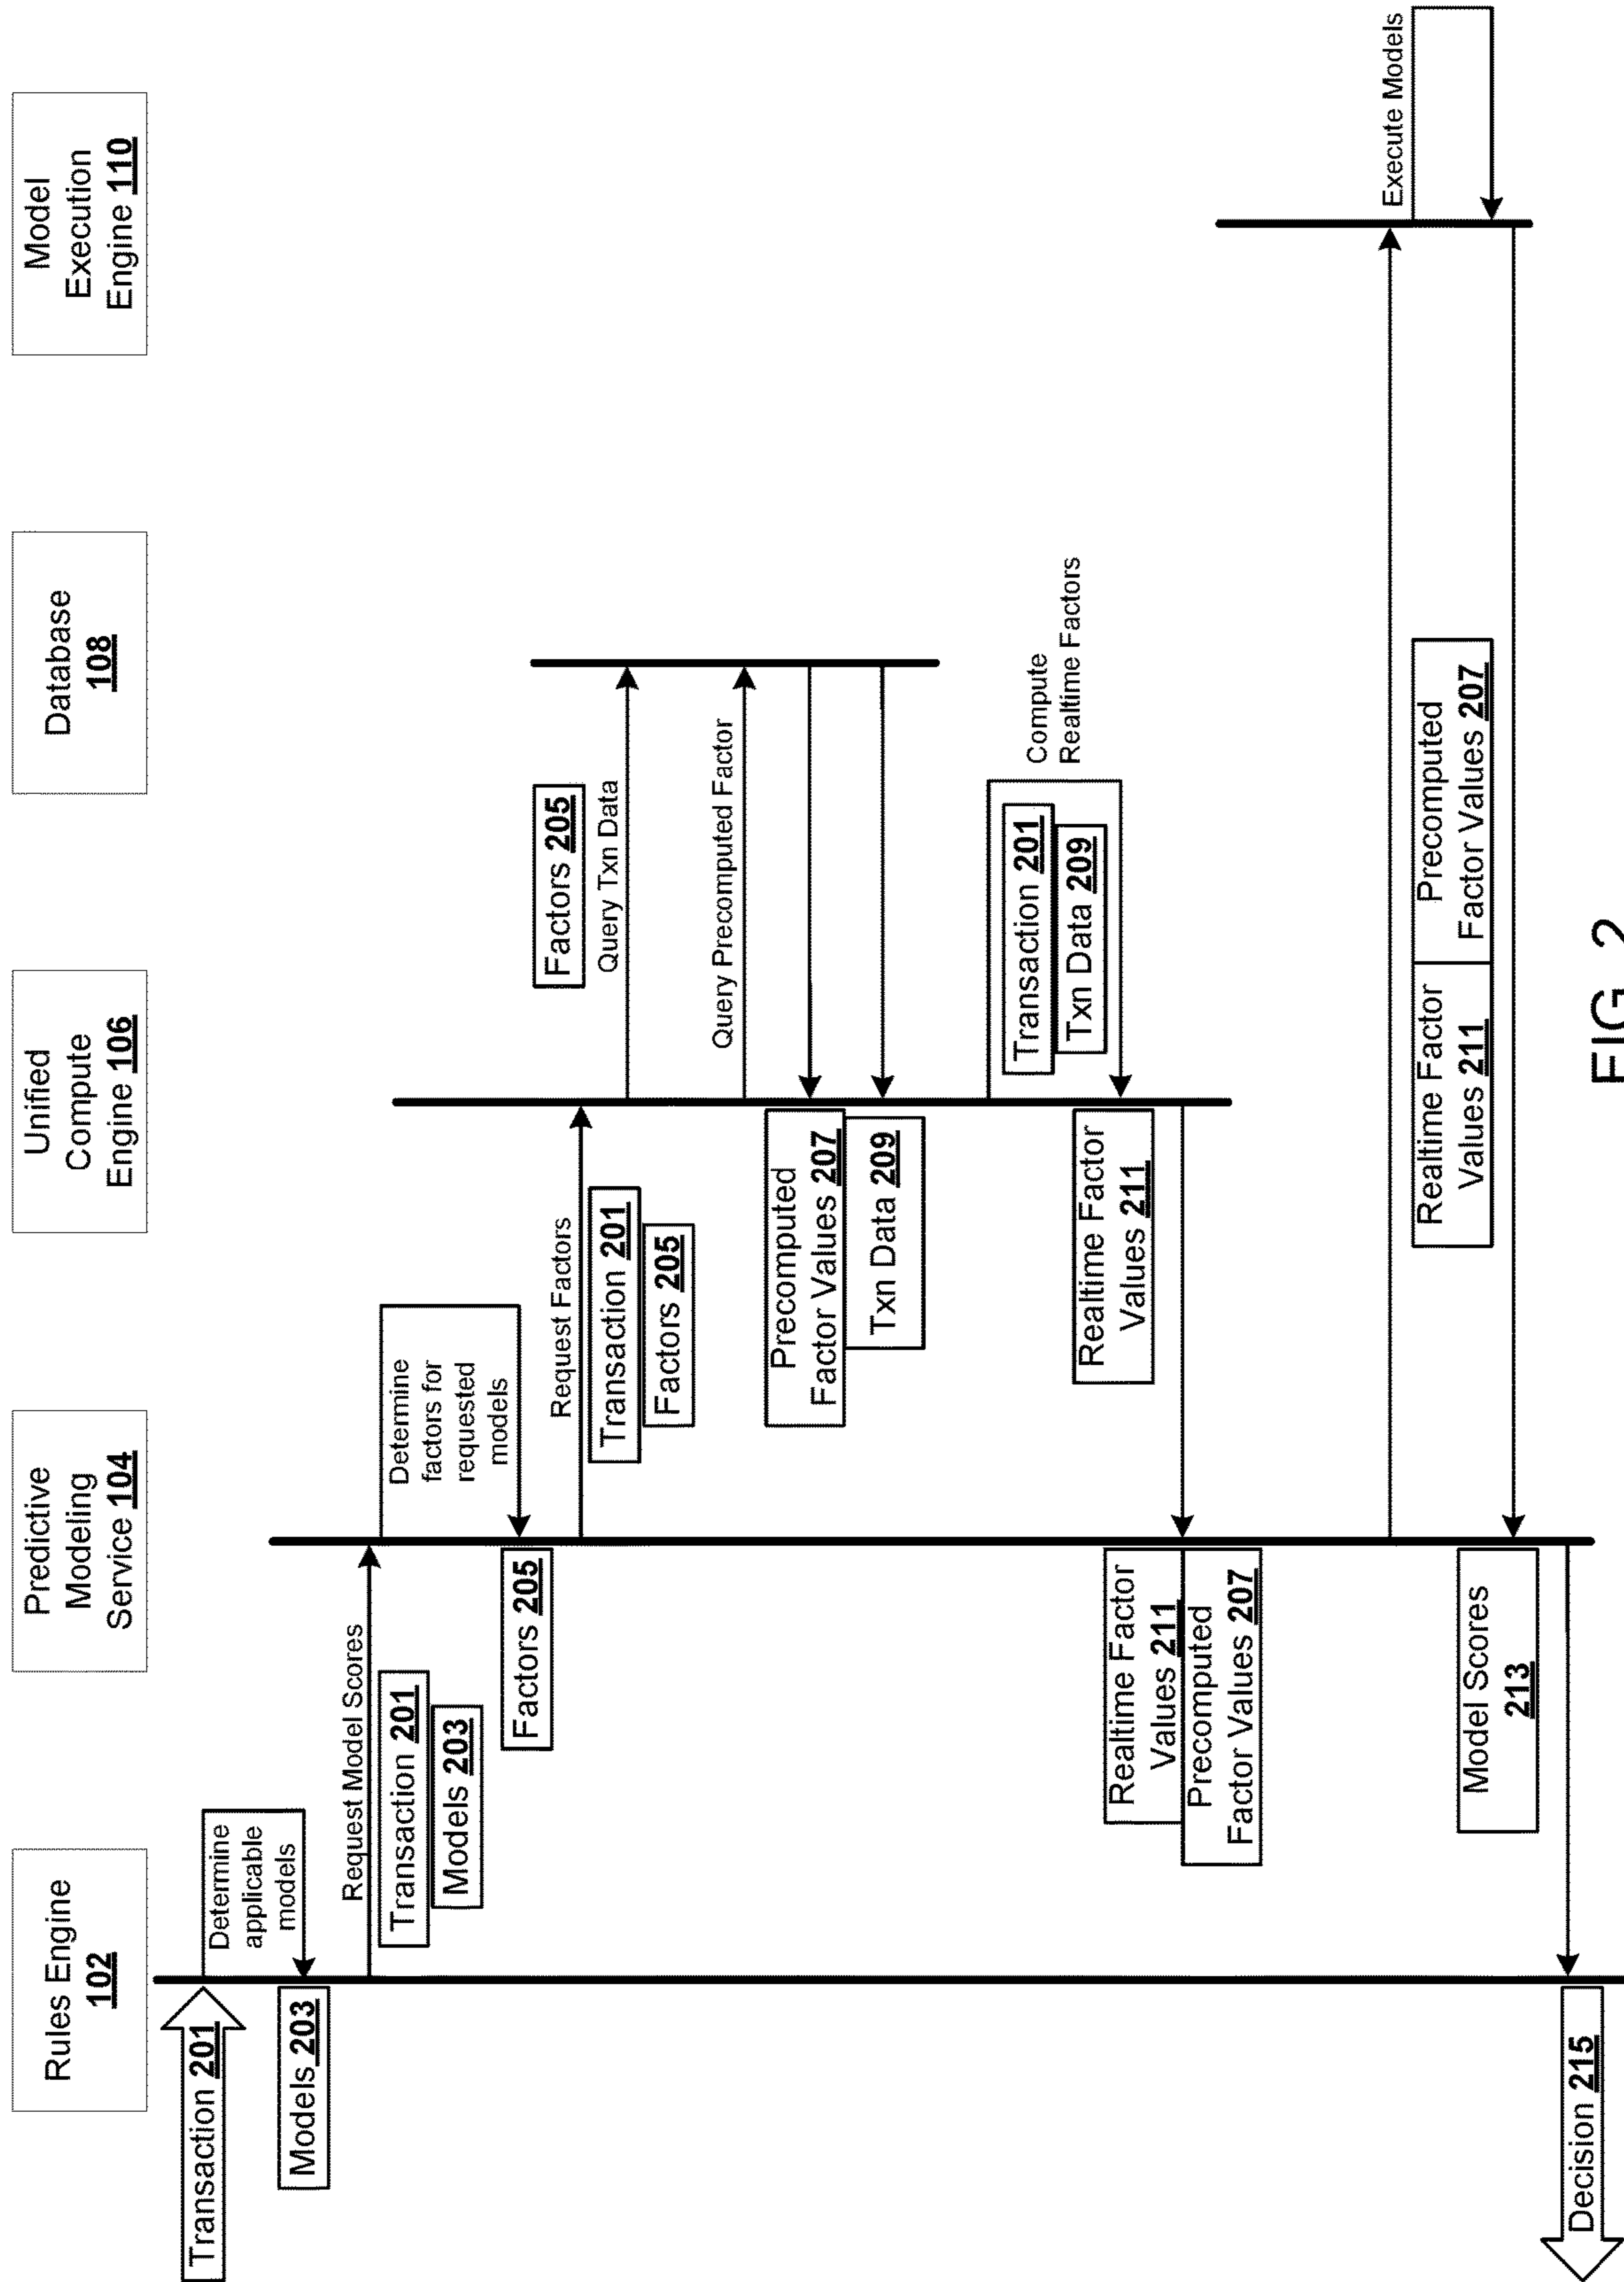 Rules Engine
102
Predictive
Modeling
Service 104
Unified
Compute
Engine 106
Database
108
Model
Execution
Engine 110
Transaction 201
Determine
applicable
models
Models 203
Request Model Scores
Transaction 201
Models 203
Determine
factors for
requested
models
Factors 205
Request Factors
Transaction 201
Factors 205
Factors 205
Query Txn Data
Query Precomputed Factor
Precomputed
Factor Values 207
Txn Data 209
Compute
Realtime Factors
Transaction 201
Txn Data 209
Realtime Factor
Values 211
Realtime Factor
Values 211
Precomputed
Factor Values 207
Execute Models
Realtime Factor
Values 211
Precomputed
Factor Values 207
Model Scores
213
Decision 215
FIG. 2